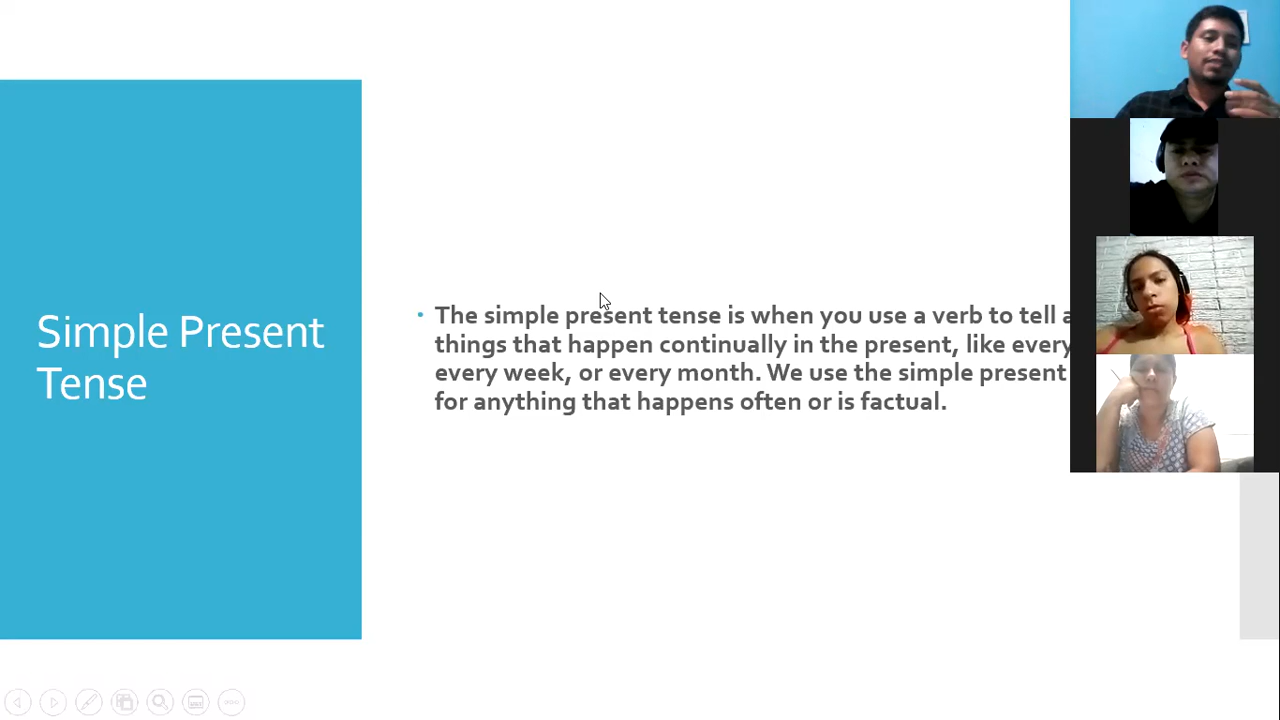 Simple Present
Tense
• The simple present tense is when you use a verb to tell
things that happen continually in the present, like every
every week, or every month. We use the simple present
for anything that happens often or is factual.